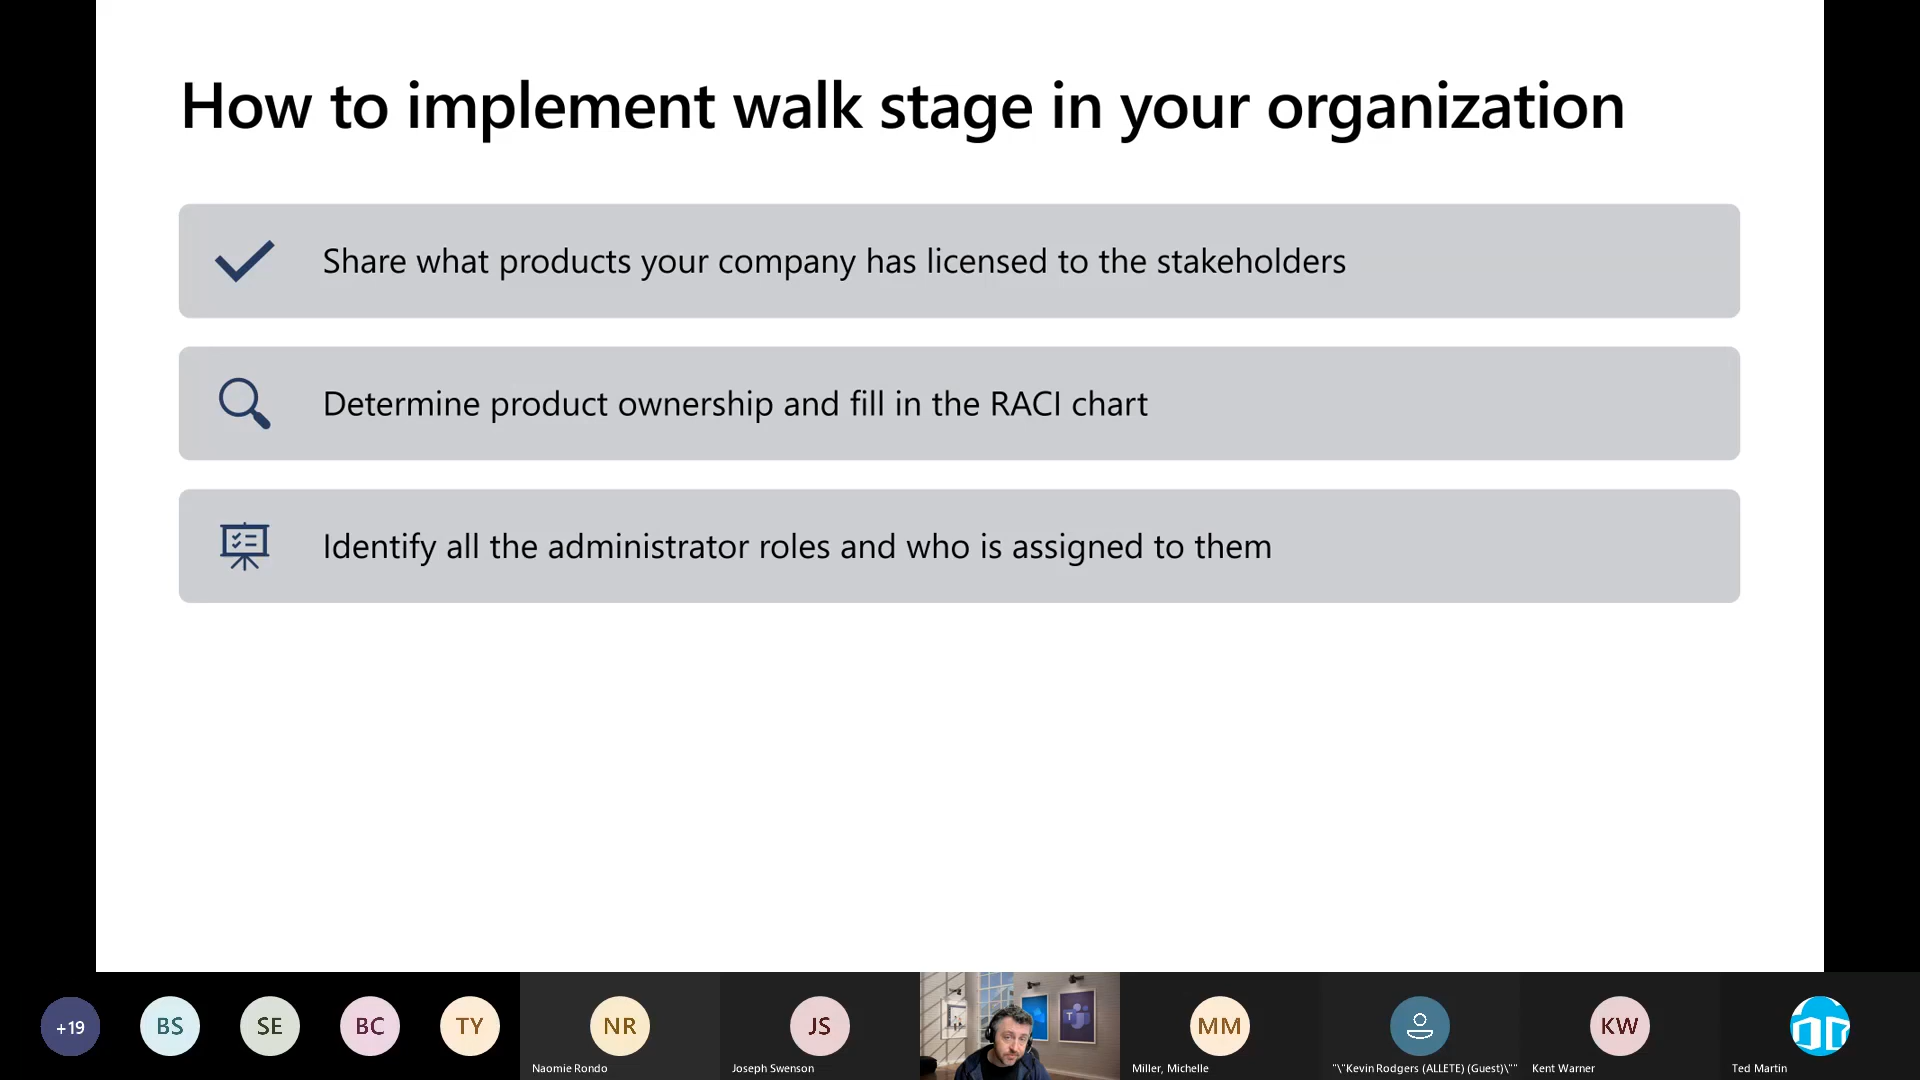 How to implement walk stage in your organization
Share what products your company has licensed to the stakeholders
Determine product ownership and fill in the RACI chart
Identify all the administrator roles and who is assigned to them
+19
BS
SE
BC
TY
NR
JS
MM
KW
Naomie Rondo
Joseph Swenson
T
Miller, Michelle
"\"Kevin Rodgers (ALLETE) (Guest)\""
Kent Warner
Ted Martin